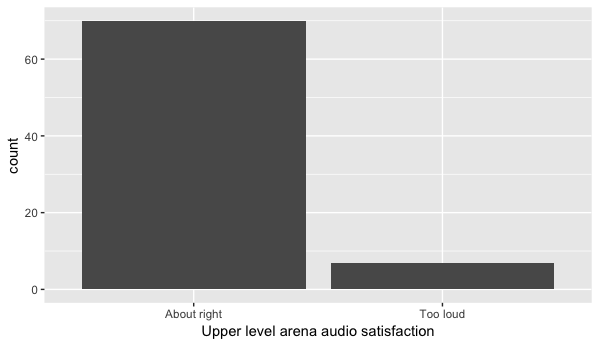 60
40
20
0
count
About right
Too loud
Upper level arena audio satisfaction